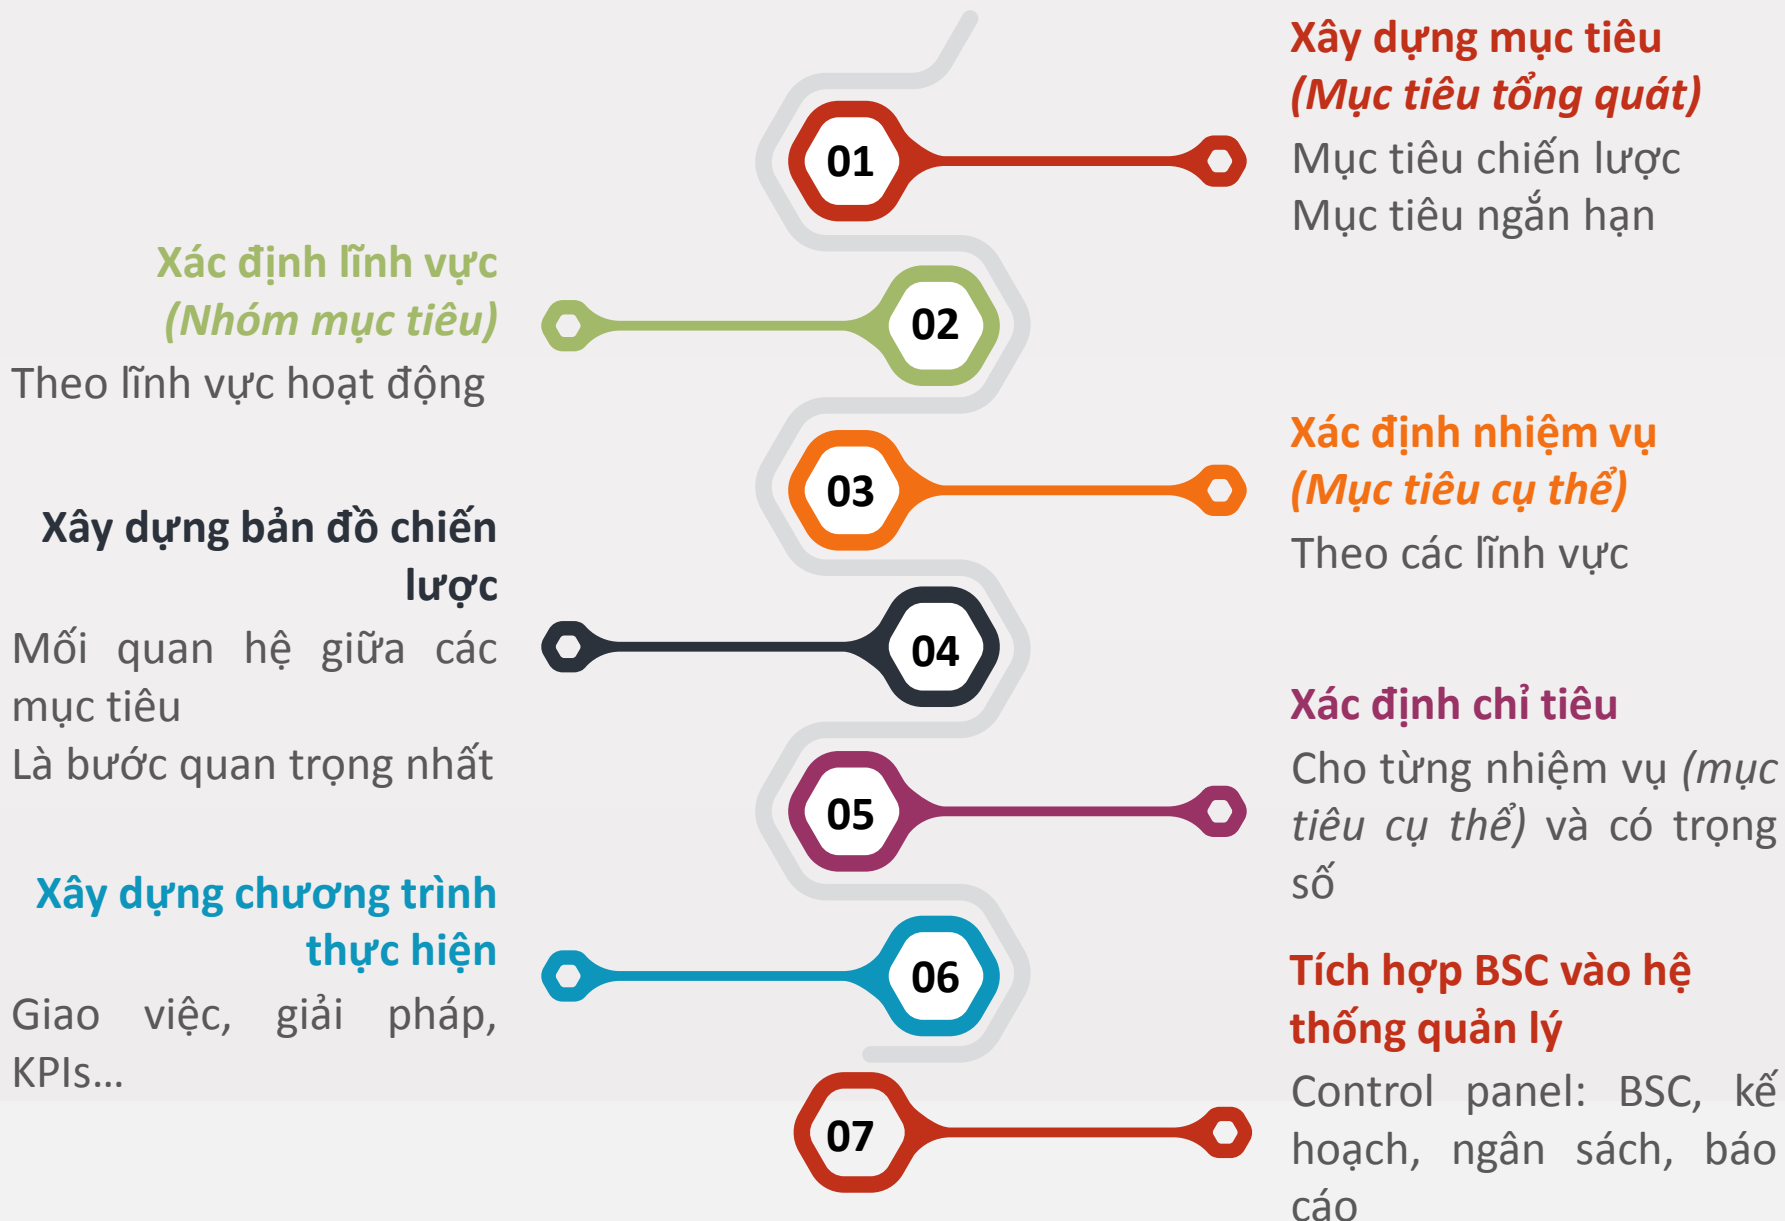 01
Xây dựng mục tiêu
(Mục tiêu tổng quát)
Mục tiêu chiến lược
Mục tiêu ngắn hạn
02
Xác định lĩnh vực
(Nhóm mục tiêu)
Theo lĩnh vực hoạt động
03
Xác định nhiệm vụ
(Mục tiêu cụ thể)
Theo các lĩnh vực
04
Xây dựng bản đồ chiến
lược
Mối quan hệ giữa các
mục tiêu
Là bước quan trọng nhất
05
Xác định chỉ tiêu
Cho từng nhiệm vụ (mục
tiêu cụ thể) và có trọng
số
06
Xây dựng chương trình
thực hiện
Giao việc, giải pháp,
KPIs...
07
Tích hợp BSC vào hệ
thống quản lý
Control panel: BSC, kế
hoạch, ngân sách, báo
cáo